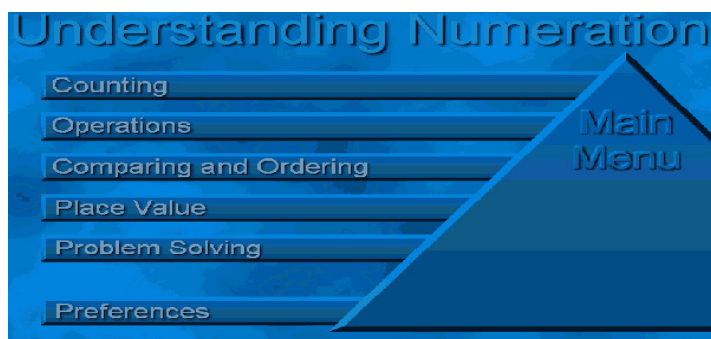 Understanding Numeration
Counting
Operations
Comparing and Ordering
Place Value
Problem Solving
Preferences
Main
Menu